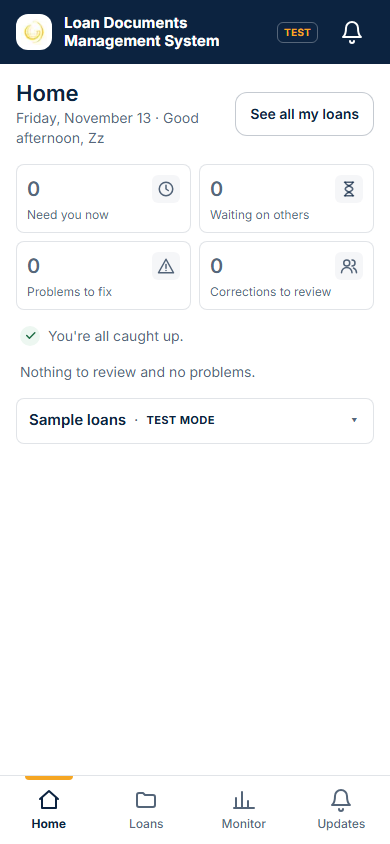 Loan Documents
Management System
TEST
Home
Friday, November 13 · Good
afternoon, Zz
See all my loans
0
Need you now
0
Waiting on others
0
Problems to fix
0
Corrections to review
You're all caught up.
Nothing to review and no problems.
Sample loans · TEST MODE
Home
Loans
Monitor
Updates